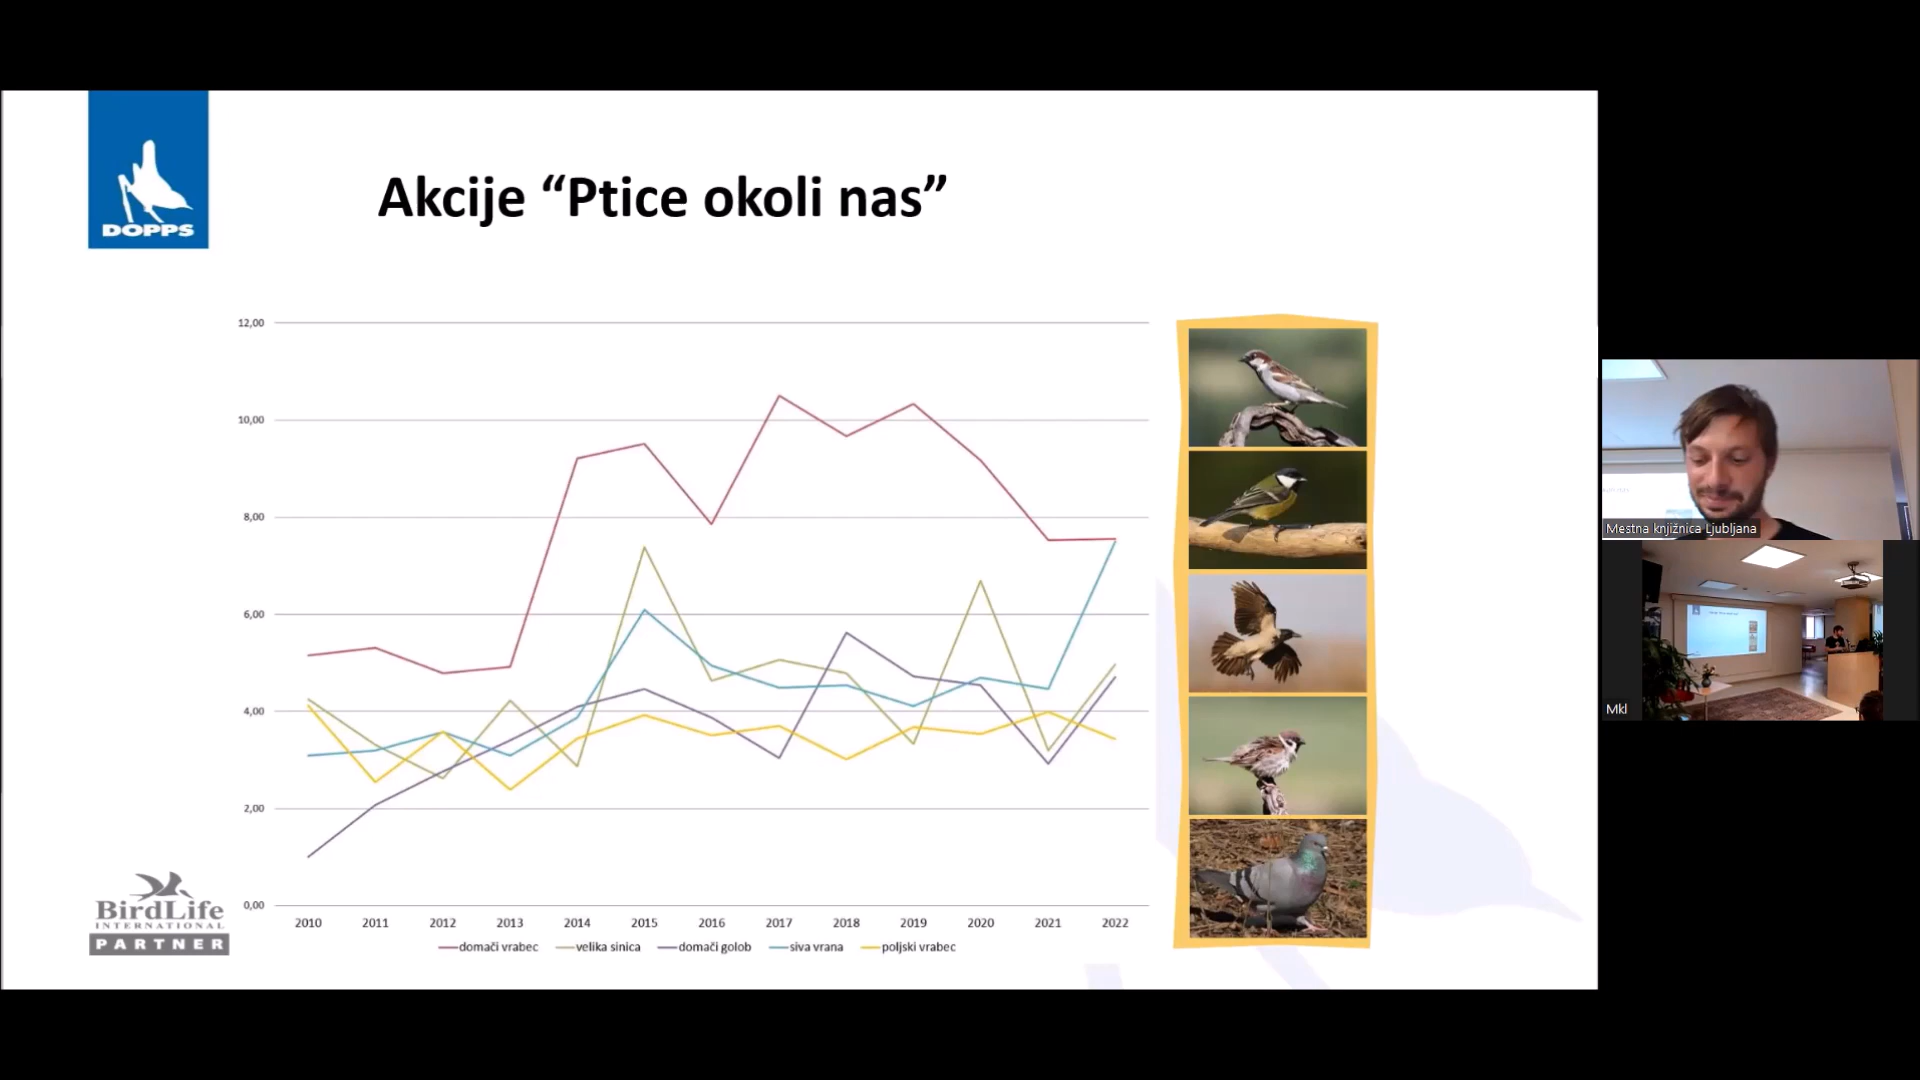 DOPPS
Akcije “Ptice okoli nas”
12,00
10,00
8,00
6,00
4,00
2,00
0,00
2010 2011 2012 2013 2014 2015 2016 2017 2018 2019 2020 2021 2022
domači vrabec velika sinica domači golob siva vrana poljski vrabec
BirdLife
INTERNATIONAL
PARTNER
Mestna knjižnica Ljubljana
Mkl